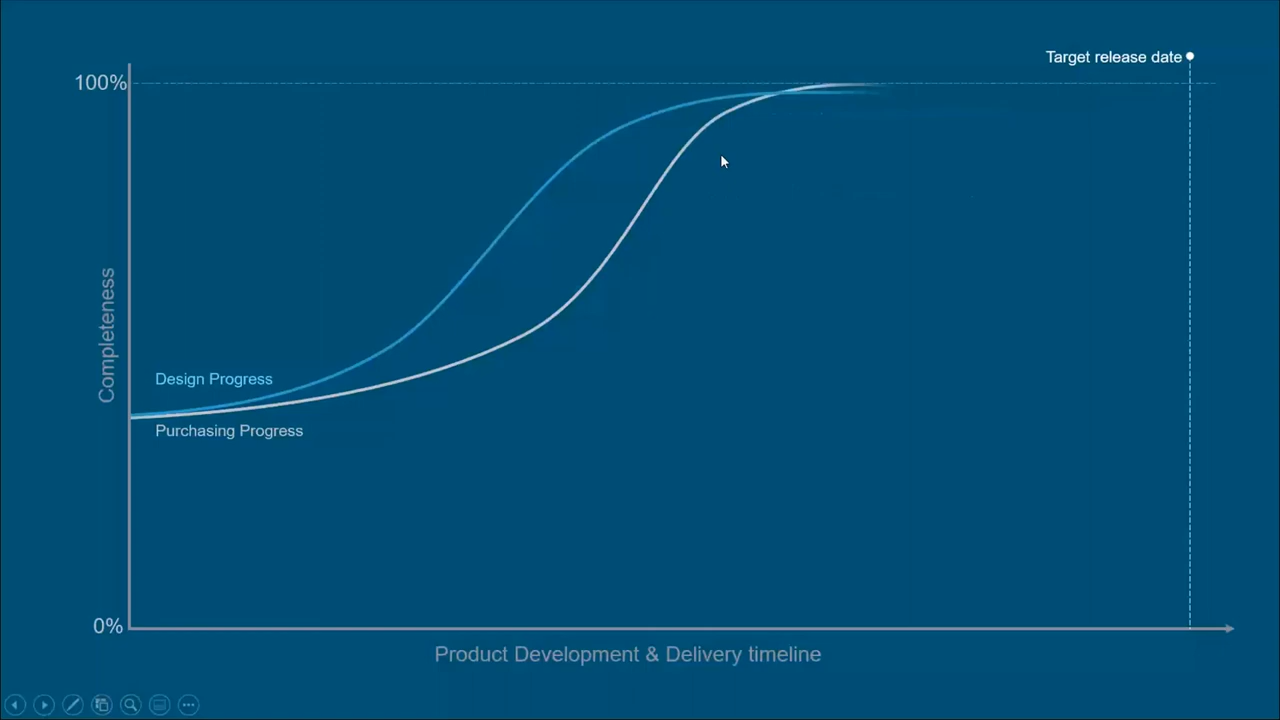 Target release date
100%
Completeness
Design Progress
Purchasing Progress
0%
Product Development & Delivery timeline